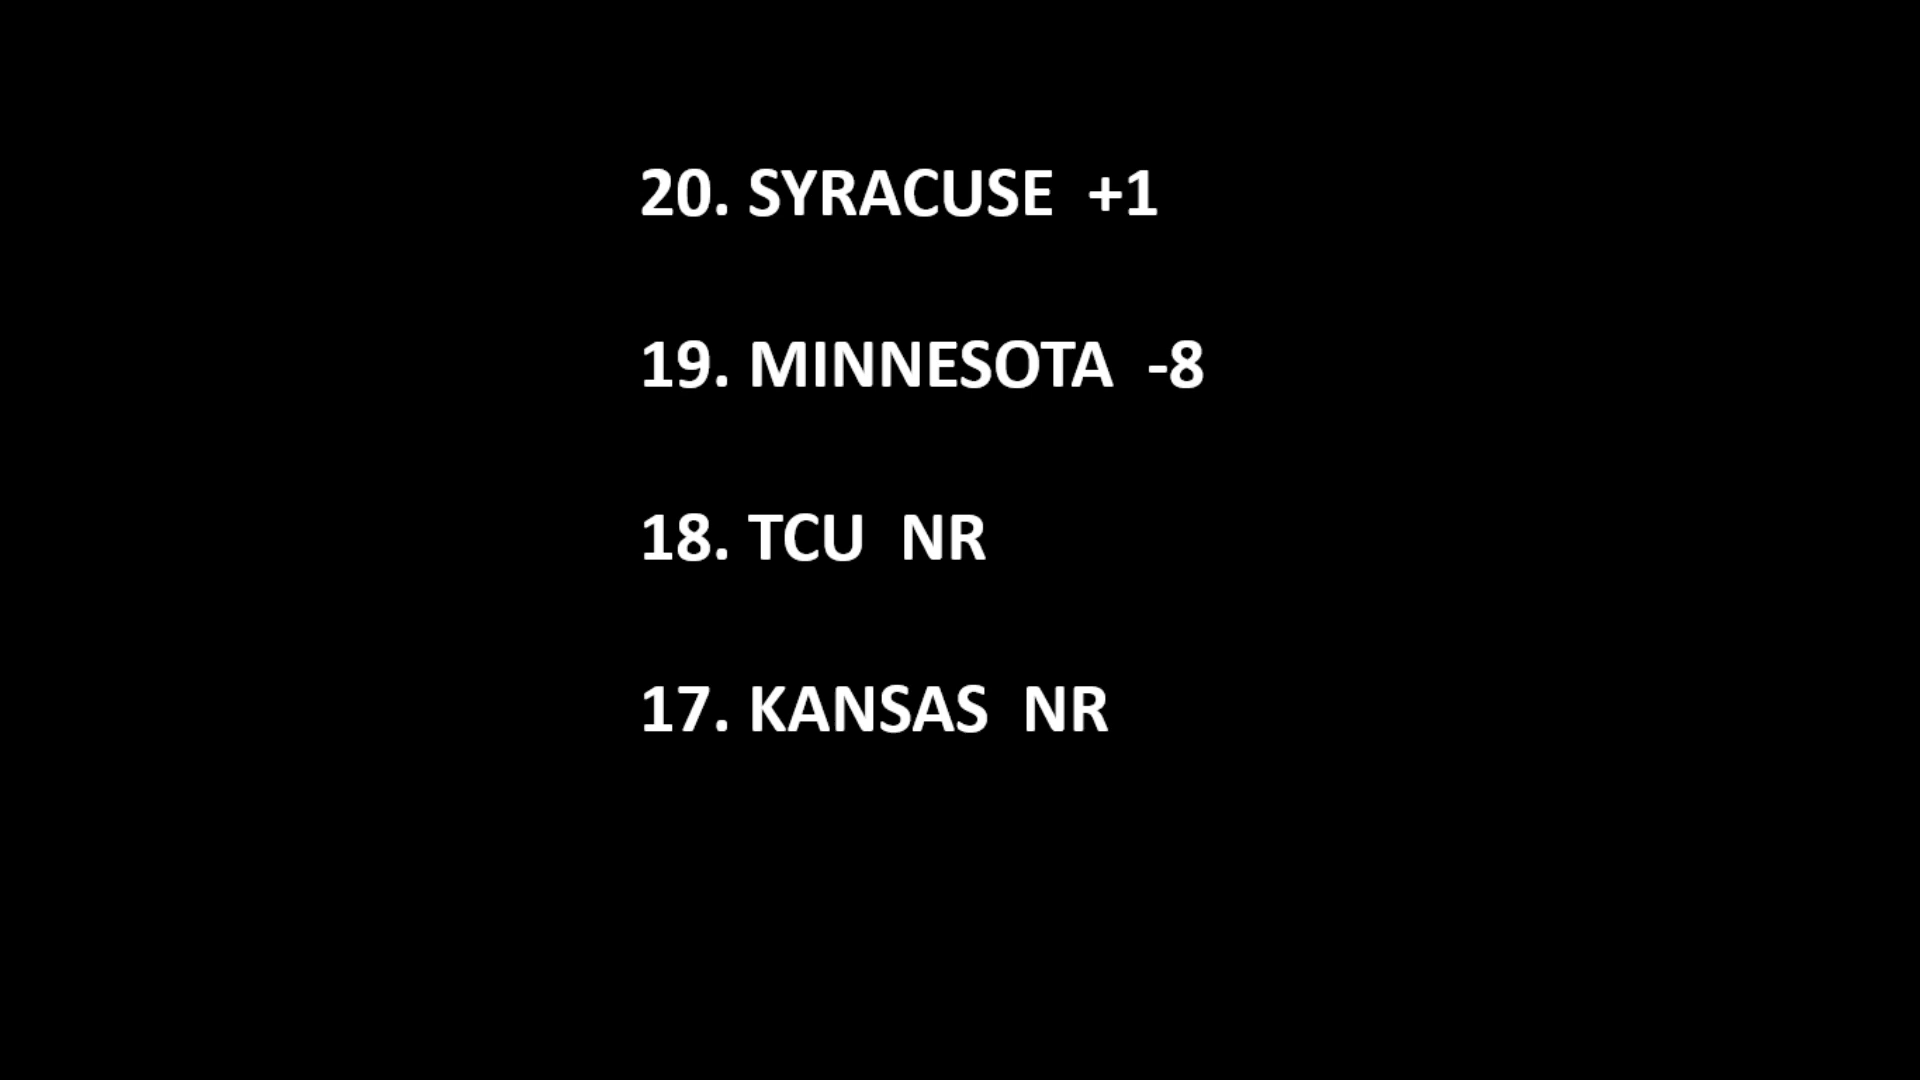 20. SYRACUSE  +1
19. MINNESOTA  -8
18. TCU  NR
17. KANSAS  NR